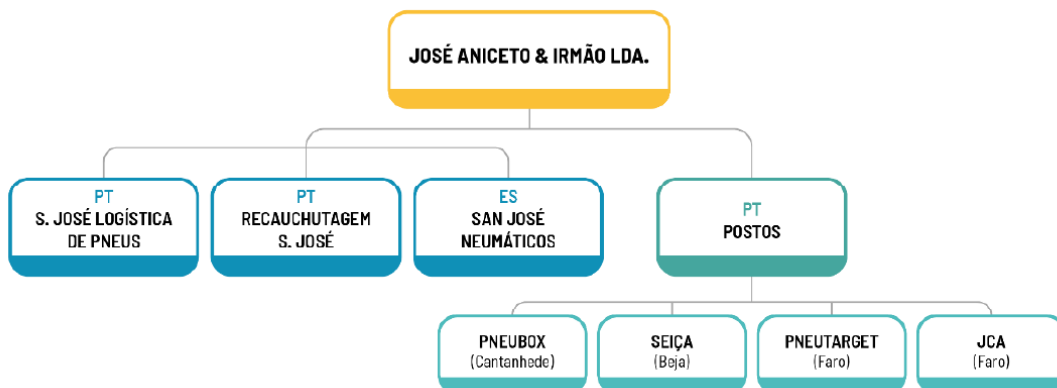 JOSÉ ANICETO & IRMÃO LDA.
PT
S. JOSÉ LOGÍSTICA
DE PNEUS
PT
RECAUCHUTAGEM
S. JOSÉ
ES
SAN JOSÉ
NEUMÁTICOS
PT
POSTOS
PNEUBOX
(Cantanhede)
SEIÇA
(Beja)
PNEUTARGET
(Faro)
JCA
(Faro)